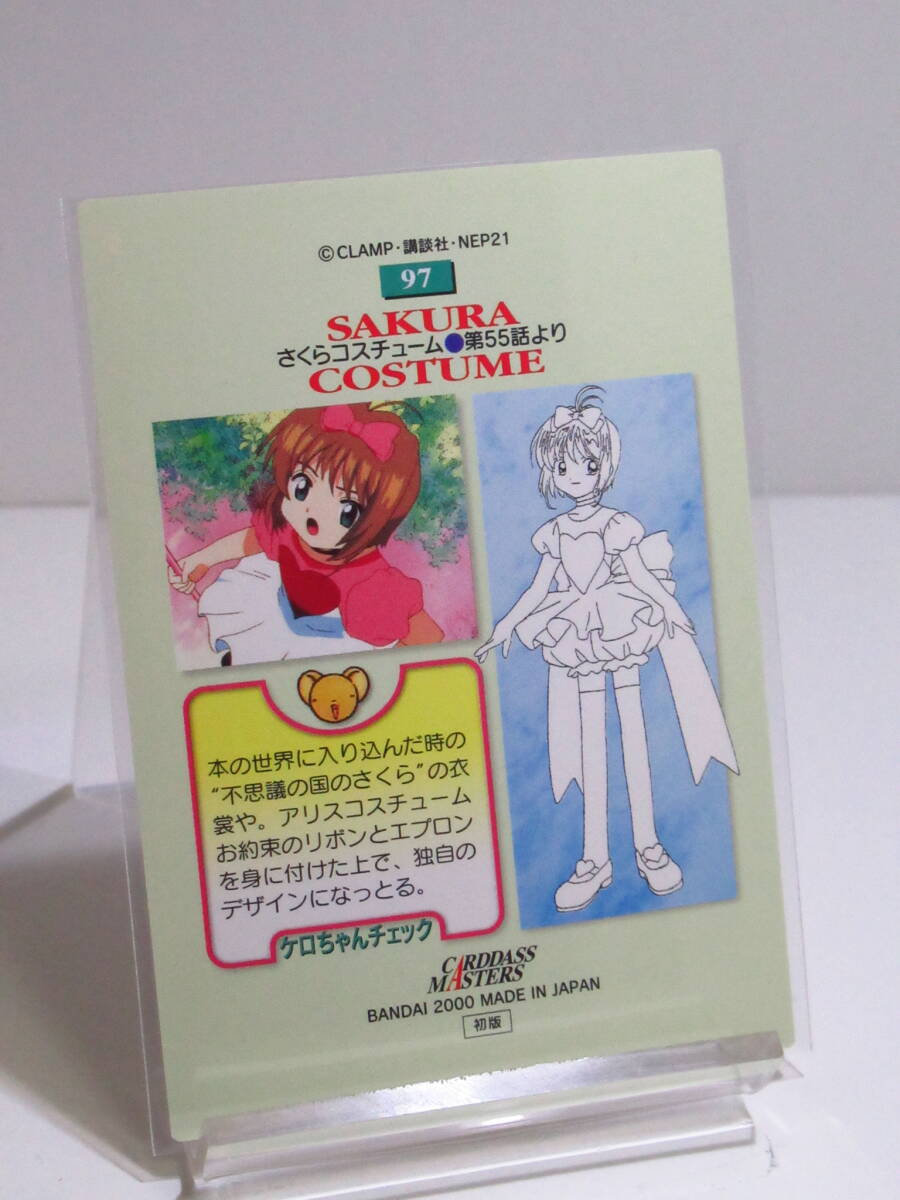 ©CLAMP・講談社・NEP21
97
SAKURA
さくらコスチューム●第55話より
COSTUME
本の世界に入り込んだ時の
“不思議の国のさくら”の衣
裳や。アリスコスチューム
お約束のリボンとエプロン
を身に付けた上で、独自の
デザインになっとる。
ケロちゃんチェック
CARDDASS
MASTERS
BANDAI 2000 MADE IN JAPAN
初版